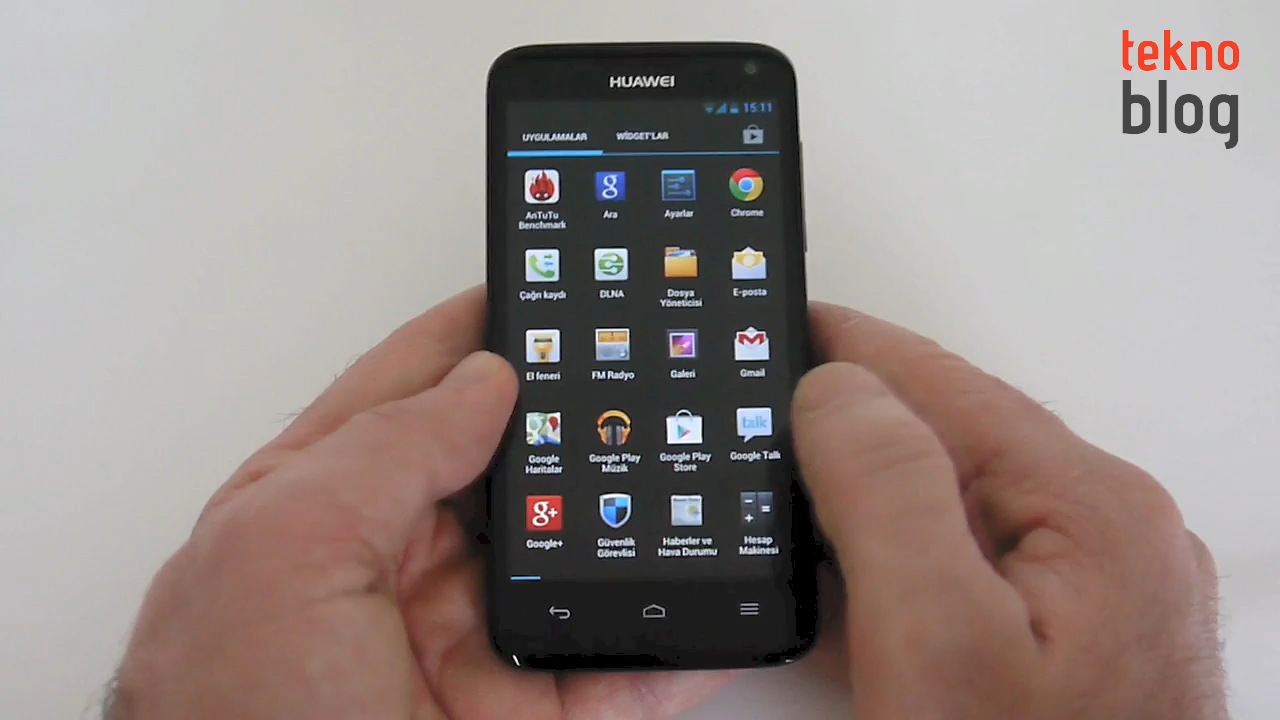 tekno
blog
HUAWEI
15:11
UYGULAMALAR
WİDGET'LAR
AnTuTu
Benchmark
Ara
Ayarlar
Chrome
Çağrı kaydı
DLNA
Dosya
Yöneticisi
E-posta
El feneri
FM Radyo
Galeri
Gmail
talk
Google
Haritalar
Google Play
Müzik
Google Play
Store
Google Talk
Google+
Güvenlik
Görevlisi
Haberler ve
Hava Durumu
Hesap
Makinesi